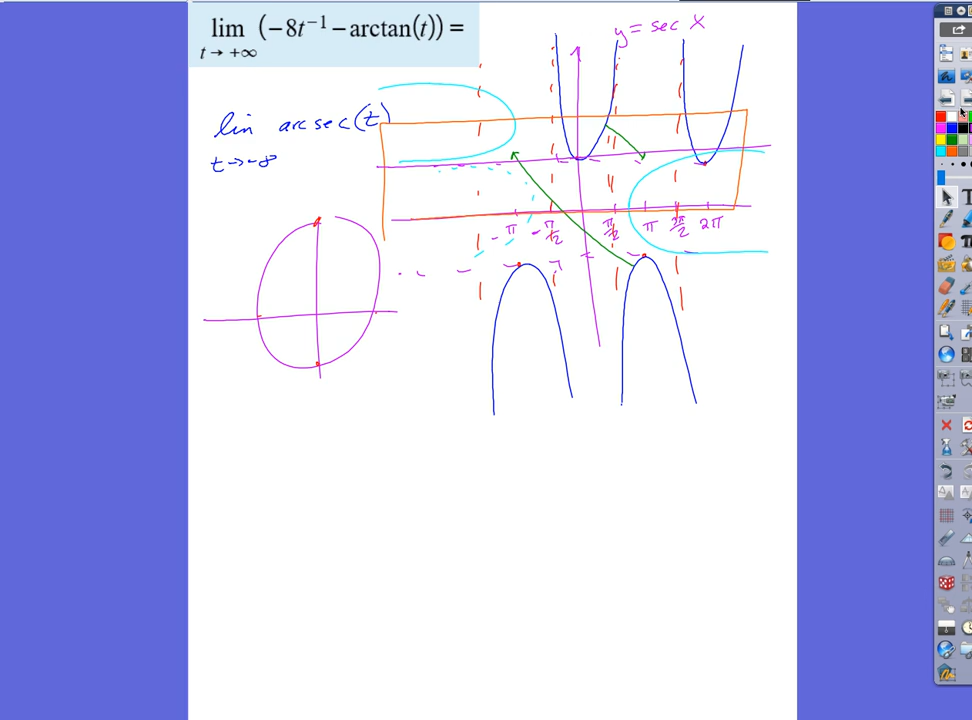 lim (−8t⁻¹ − arctan(t)) =
t → +∞
y = sec x
lim arcsec(t)
t → -∞
-π -π/2 π/2 π 3π/2 2π